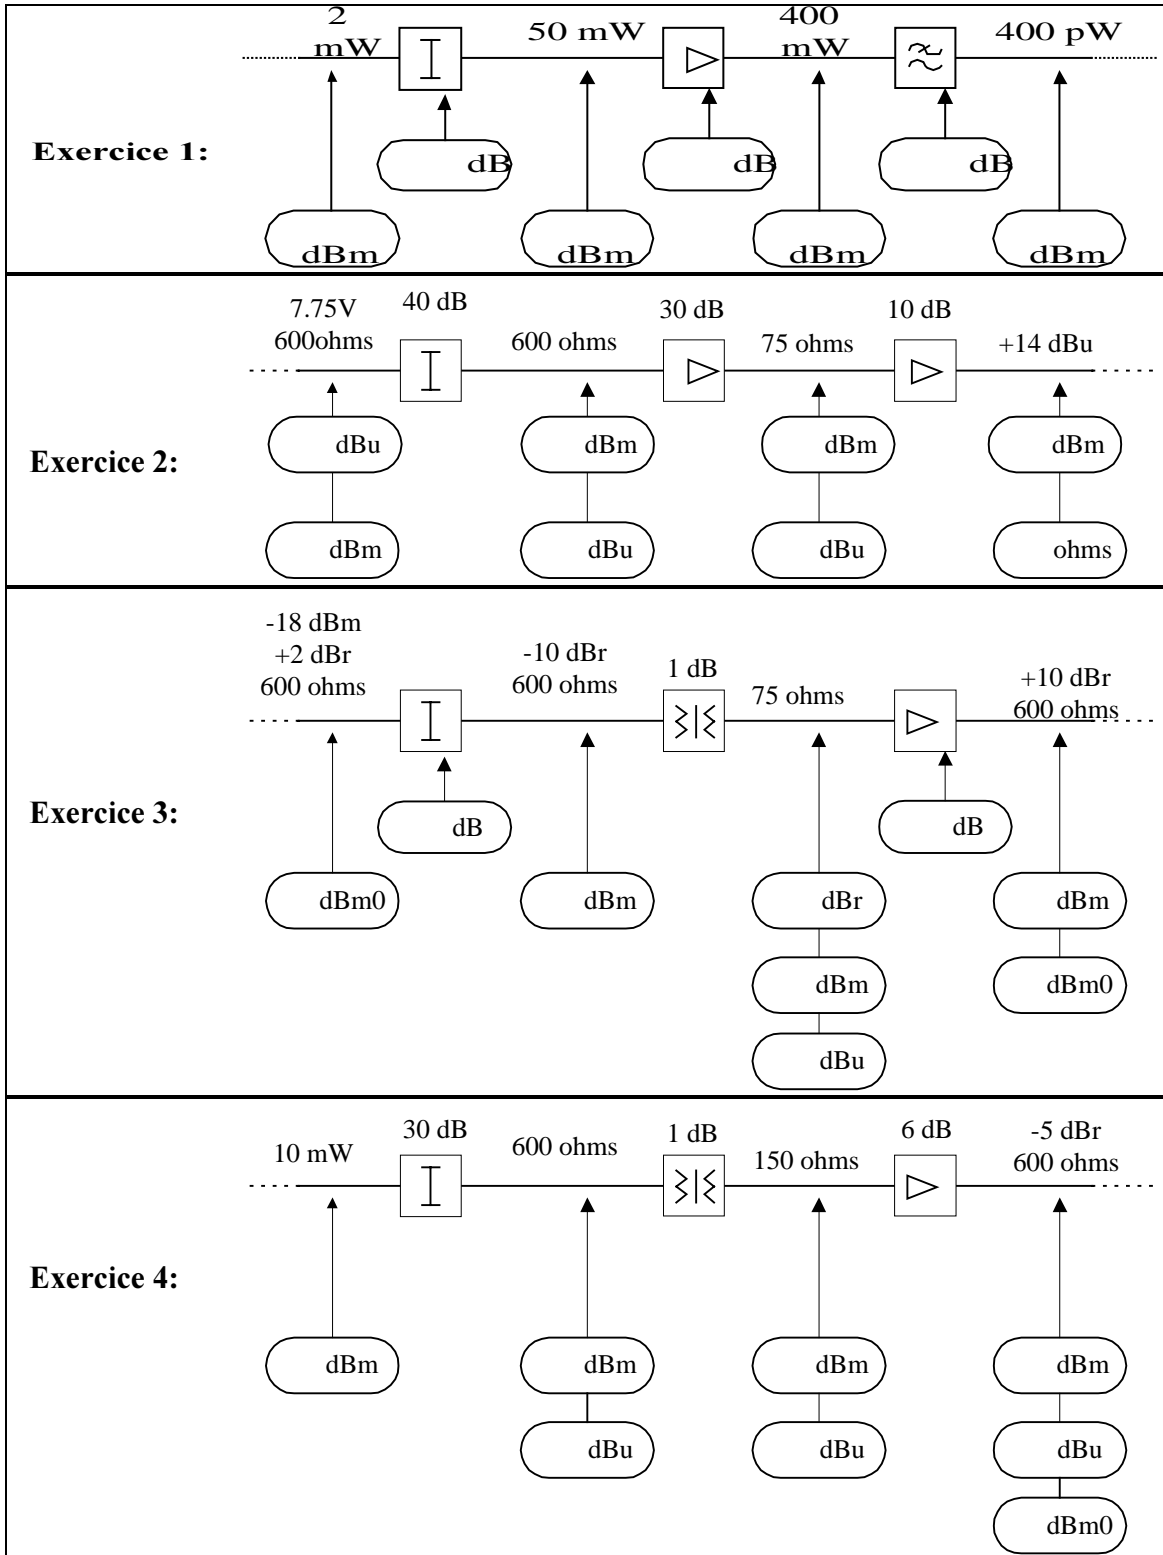 2
mW
50 mW
400
mW
400 pW
Exercice 1:
dB
dB
dB
dBm
dBm
dBm
dBm
7.75V
600ohms
40 dB
600 ohms
30 dB
75 ohms
10 dB
+14 dBu
Exercice 2:
dBu
dBm
dBm
dBm
dBm
dBu
dBu
ohms
-18 dBm
+2 dBr
600 ohms
-10 dBr
600 ohms
1 dB
75 ohms
+10 dBr
600 ohms
Exercice 3:
dB
dB
dBm0
dBm
dBr
dBm
dBm
dBm0
dBu
10 mW
30 dB
600 ohms
1 dB
150 ohms
6 dB
-5 dBr
600 ohms
Exercice 4:
dBm
dBm
dBm
dBm
dBu
dBu
dBu
dBm0